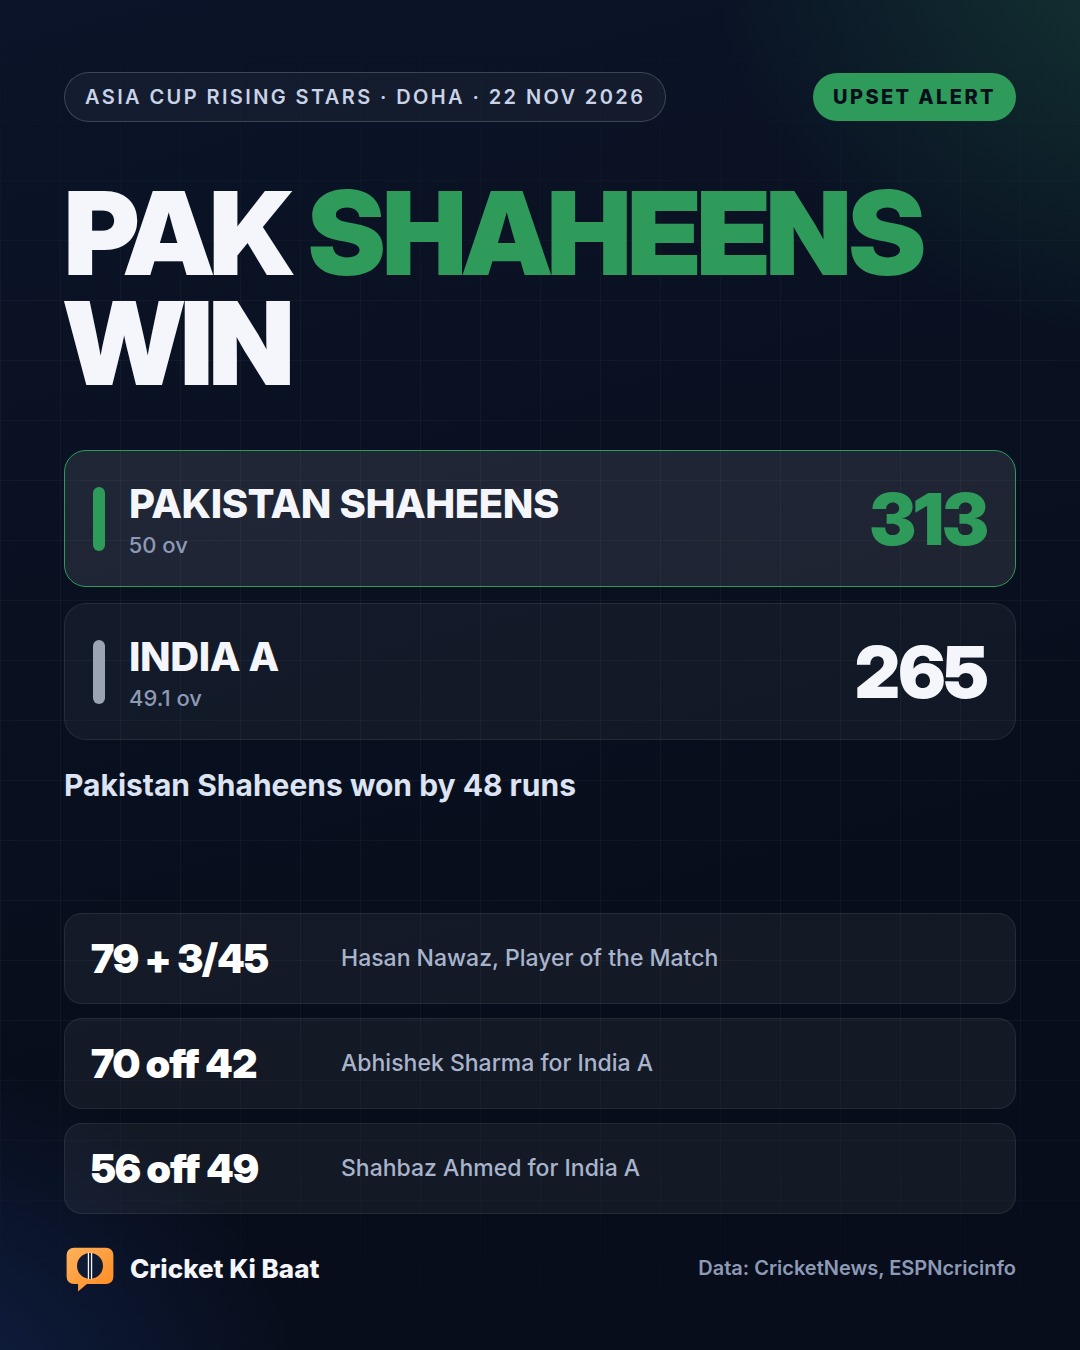 ASIA CUP RISING STARS · DOHA · 22 NOV 2026
UPSET ALERT
PAK SHAHEENS
WIN
PAKISTAN SHAHEENS
50 ov
313
INDIA A
49.1 ov
265
Pakistan Shaheens won by 48 runs
79 + 3/45
Hasan Nawaz, Player of the Match
70 off 42
Abhishek Sharma for India A
56 off 49
Shahbaz Ahmed for India A
Cricket Ki Baat
Data: CricketNews, ESPNcricinfo